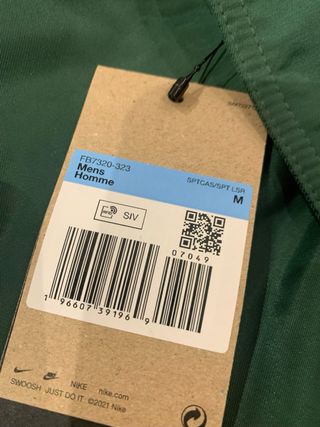 FB7320-323
Mens
Homme
SPTCAS/SPT LSR
M
RFID
SIV
07049
1 96607 39196 9
NIKE nike.com
SWOOSH JUST DO IT ©2021 Nike